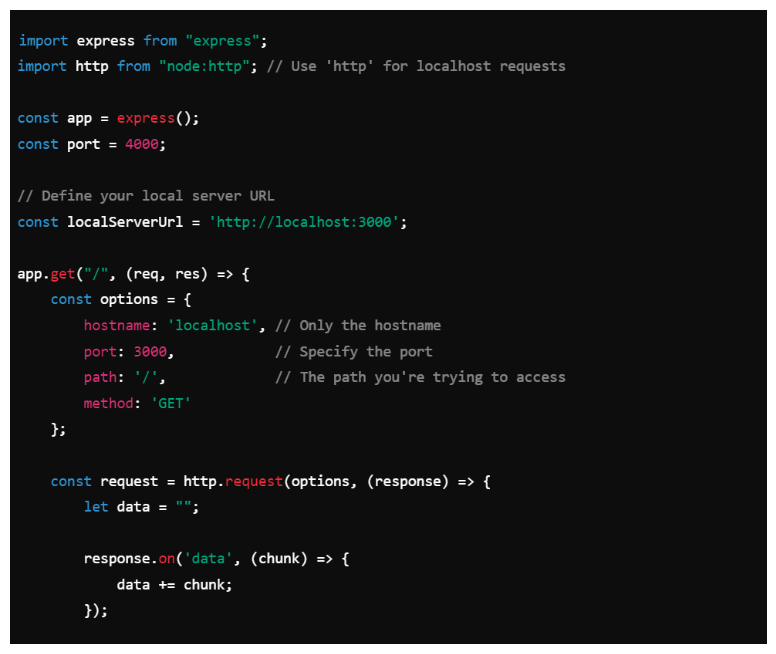 import express from "express";
import http from "node:http"; // Use 'http' for localhost requests
const app = express();
const port = 4000;
// Define your local server URL
const localServerUrl = 'http://localhost:3000';
app.get("/", (req, res) => {
    const options = {
        hostname: 'localhost', // Only the hostname
        port: 3000,            // Specify the port
        path: '/',             // The path you're trying to access
        method: 'GET'
    };
    const request = http.request(options, (response) => {
        let data = "";
        response.on('data', (chunk) => {
            data += chunk;
        });